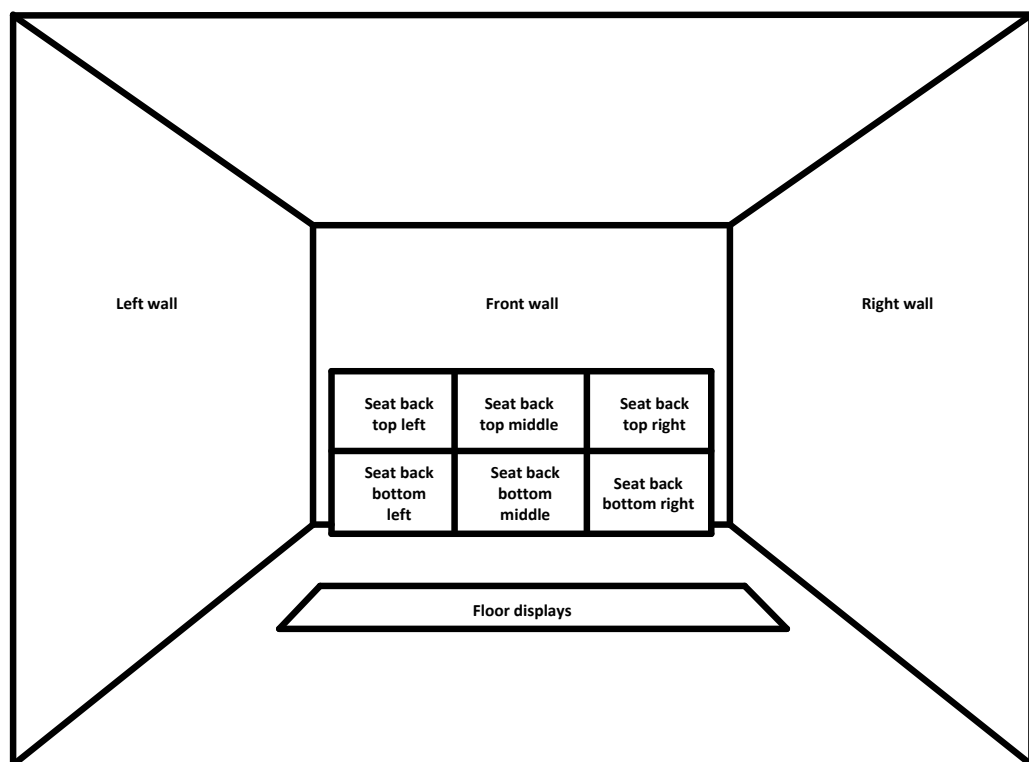 Left wall
Front wall
Right wall
Seat back
top left
Seat back
top middle
Seat back
top right
Seat back
bottom
left
Seat back
bottom
middle
Seat back
bottom right
Floor displays